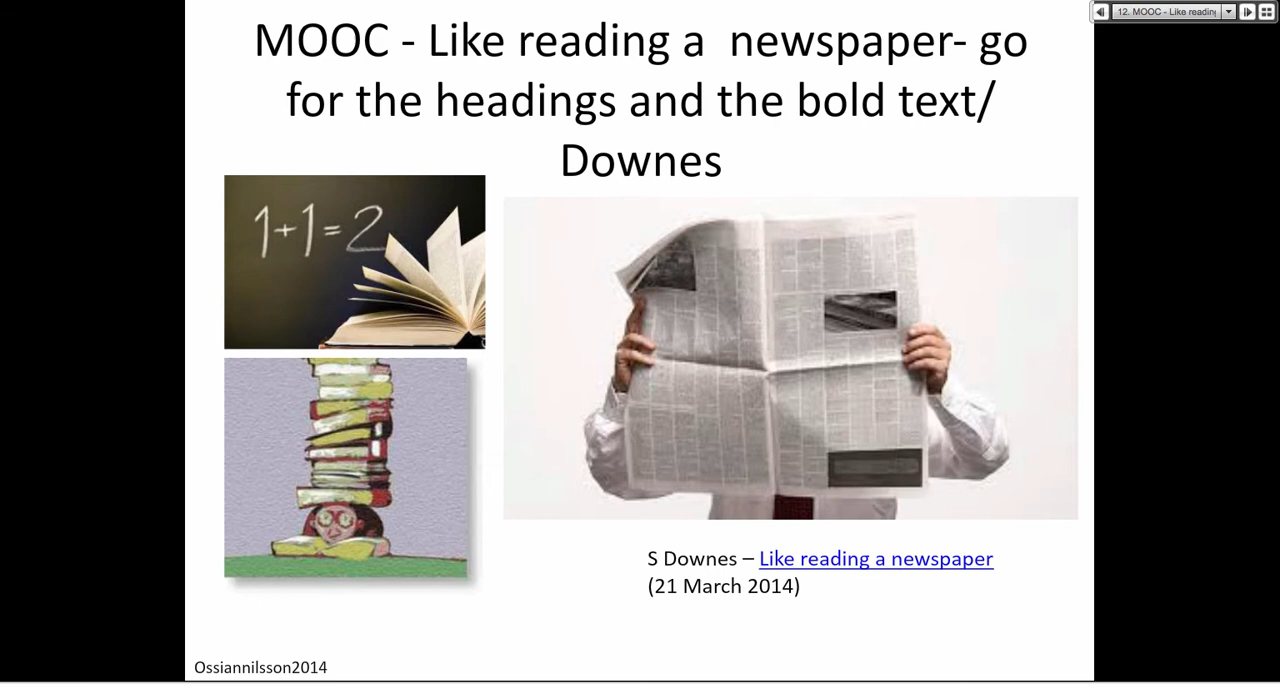 12. MOOC - Like reading
MOOC - Like reading a  newspaper- go
for the headings and the bold text/
Downes
1+1=2
S Downes – Like reading a newspaper
(21 March 2014)
Ossiannilsson2014